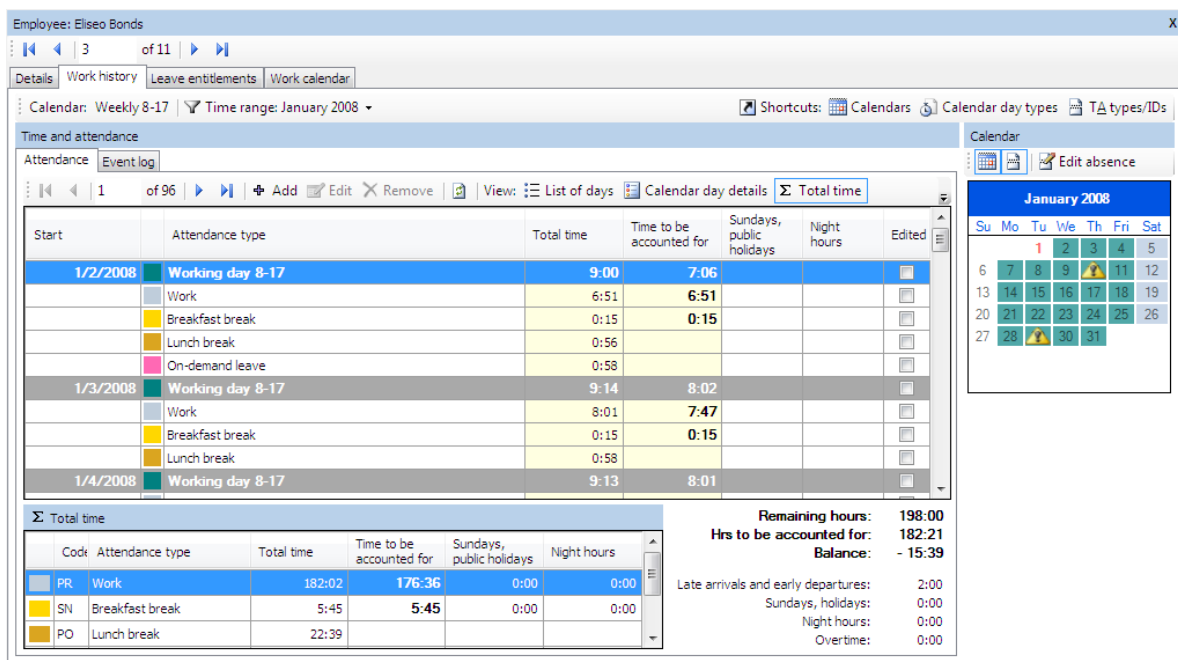 Employee: Eliseo Bonds X
3 of 11
Details Work history Leave entitlements Work calendar
Calendar: Weekly 8-17 Time range: January 2008 Shortcuts: Calendars Calendar day types TA types/IDs
Time and attendance
Attendance Event log
1 of 96 Add Edit Remove View: List of days Calendar day details Σ Total time
Start Attendance type Total time Time to be accounted for Sundays, public holidays Night hours Edited
1/2/2008 Working day 8-17 9:00 7:06
Work 6:51 6:51
Breakfast break 0:15 0:15
Lunch break 0:56
On-demand leave 0:58
1/3/2008 Working day 8-17 9:14 8:02
Work 8:01 7:47
Breakfast break 0:15 0:15
Lunch break 0:58
1/4/2008 Working day 8-17 9:13 8:01
Calendar
Edit absence
January 2008
Su Mo Tu We Th Fri Sat
1 2 3 4 5
6 7 8 9 11 12
13 14 15 16 17 18 19
20 21 22 23 24 25 26
27 28 30 31
Σ Total time
Code Attendance type Total time Time to be accounted for Sundays, public holidays Night hours
PR Work 182:02 176:36 0:00 0:00
SN Breakfast break 5:45 5:45 0:00 0:00
PO Lunch break 22:39
Remaining hours: 198:00
Hrs to be accounted for: 182:21
Balance: - 15:39
Late arrivals and early departures: 2:00
Sundays, holidays: 0:00
Night hours: 0:00
Overtime: 0:00